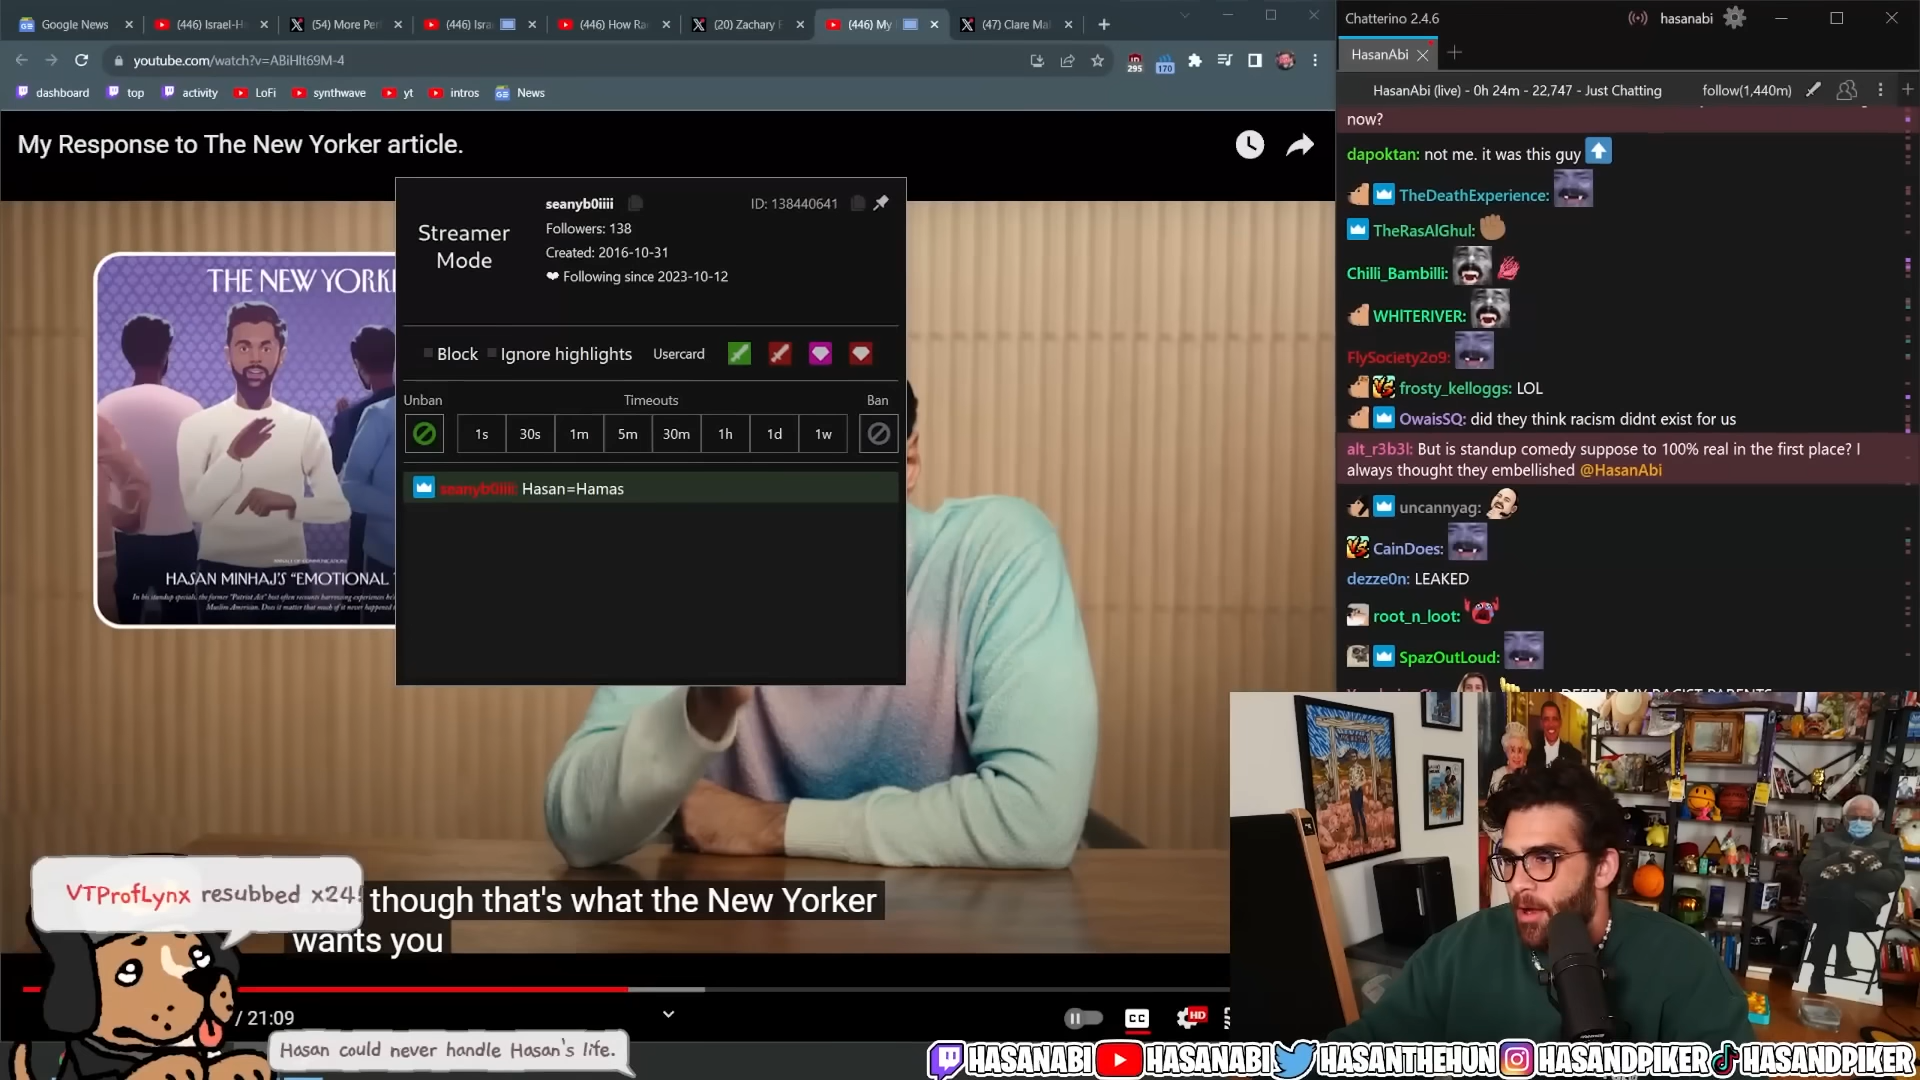 Google News
(446) Israel-H
(54) More Per
(446) Isra
(446) How Ra
(20) Zachary F
(446) My
(47) Clare Mal
youtube.com/watch?v=ABiHlt69M-4
295
170
dashboard
top
activity
LoFi
synthwave
yt
intros
News
My Response to The New Yorker article.
THE NEW YORKE
HASAN MINHAJ'S "EMOTIONAL
Streamer
Mode
seanyb0iiii
ID: 138440641
Followers: 138
Created: 2016-10-31
❤ Following since 2023-10-12
Block
Ignore highlights
Usercard
Unban
Timeouts
Ban
1s
30s
1m
5m
30m
1h
1d
1w
seanyb0iiii: Hasan=Hamas
though that's what the New Yorker
wants you
VTProfLynx resubbed x24!
/ 21:09
Hasan could never handle Hasan's life.
CC
HD
Chatterino 2.4.6
hasanabi
HasanAbi
HasanAbi (live) - 0h 24m - 22,747 - Just Chatting
follow(1,440m)
now?
dapoktan: not me. it was this guy
TheDeathExperience:
TheRasAlGhul:
Chilli_Bambilli:
WHITERIVER:
FlySociety2o9:
frosty_kelloggs: LOL
OwaisSQ: did they think racism didnt exist for us
alt_r3b3l: But is standup comedy suppose to 100% real in the first place? I
always thought they embellished @HasanAbi
uncannyag:
CainDoes:
dezze0n: LEAKED
root_n_loot:
SpazOutLoud:
HASANABI
HASANABI
HASANTHEHUN
HASANDPIKER
HASANDPIKER